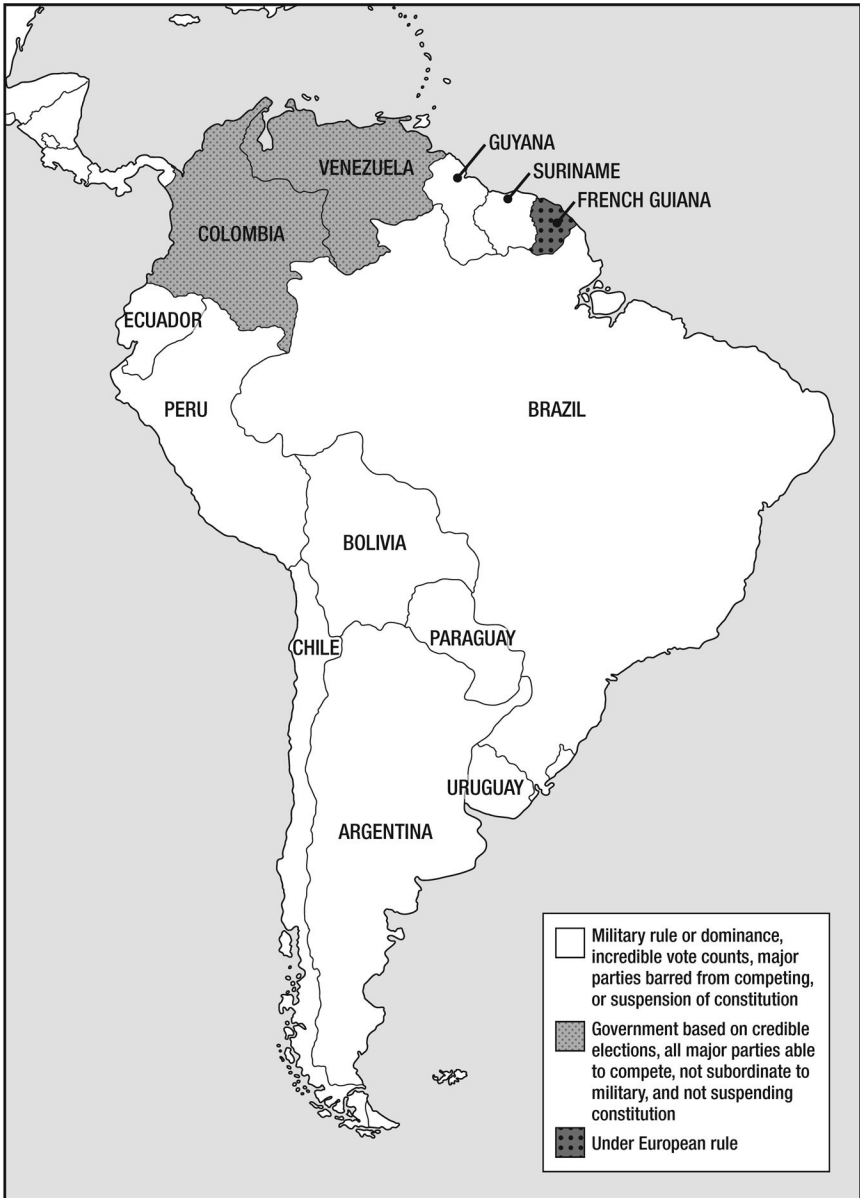 GUYANA
SURINAME
FRENCH GUIANA
VENEZUELA
COLOMBIA
ECUADOR
PERU
BRAZIL
BOLIVIA
PARAGUAY
CHILE
URUGUAY
ARGENTINA
Military rule or dominance,
incredible vote counts, major
parties barred from competing,
or suspension of constitution
Government based on credible
elections, all major parties able
to compete, not subordinate to
military, and not suspending
constitution
Under European rule